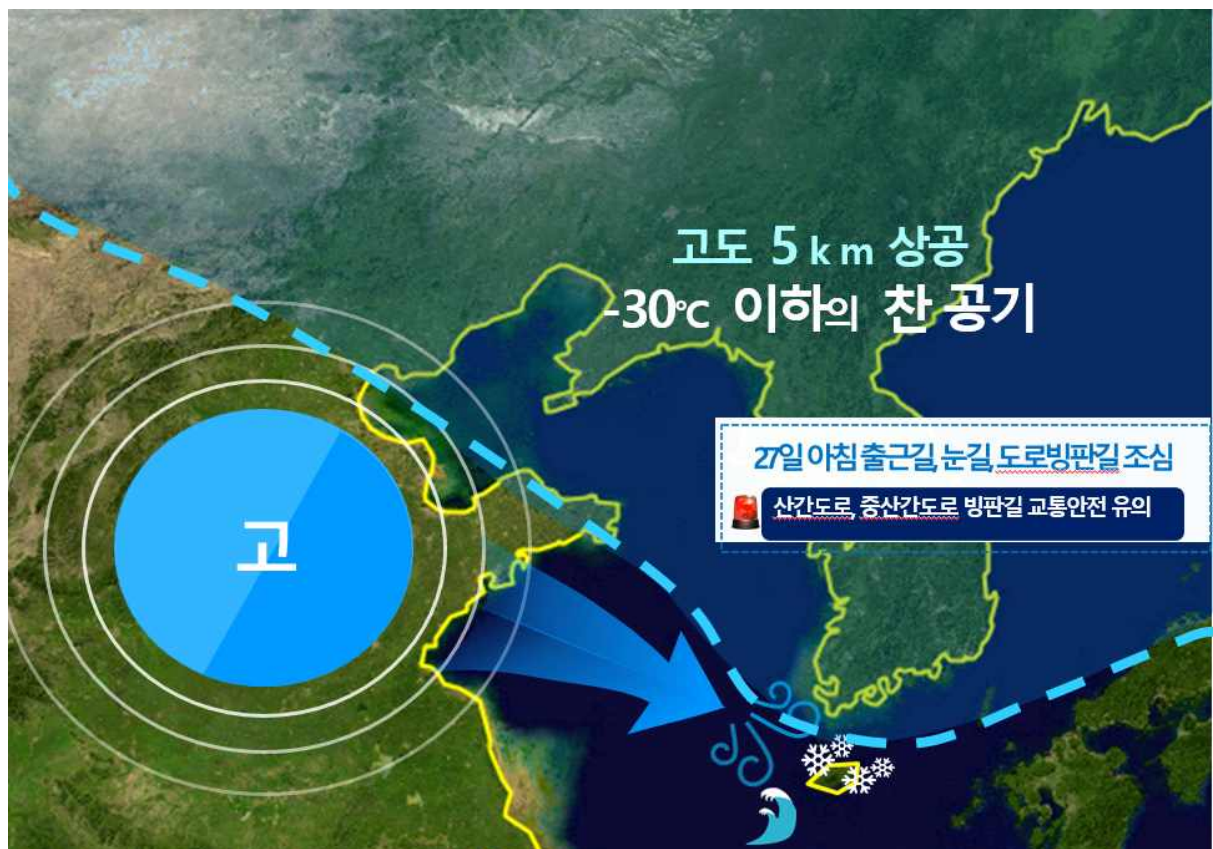 고도 5km 상공
-30℃ 이하의 찬 공기
27일 아침 출근길, 눈길, 도로빙판길 조심
산간도로, 중산간도로 빙판길 교통안전 유의
고